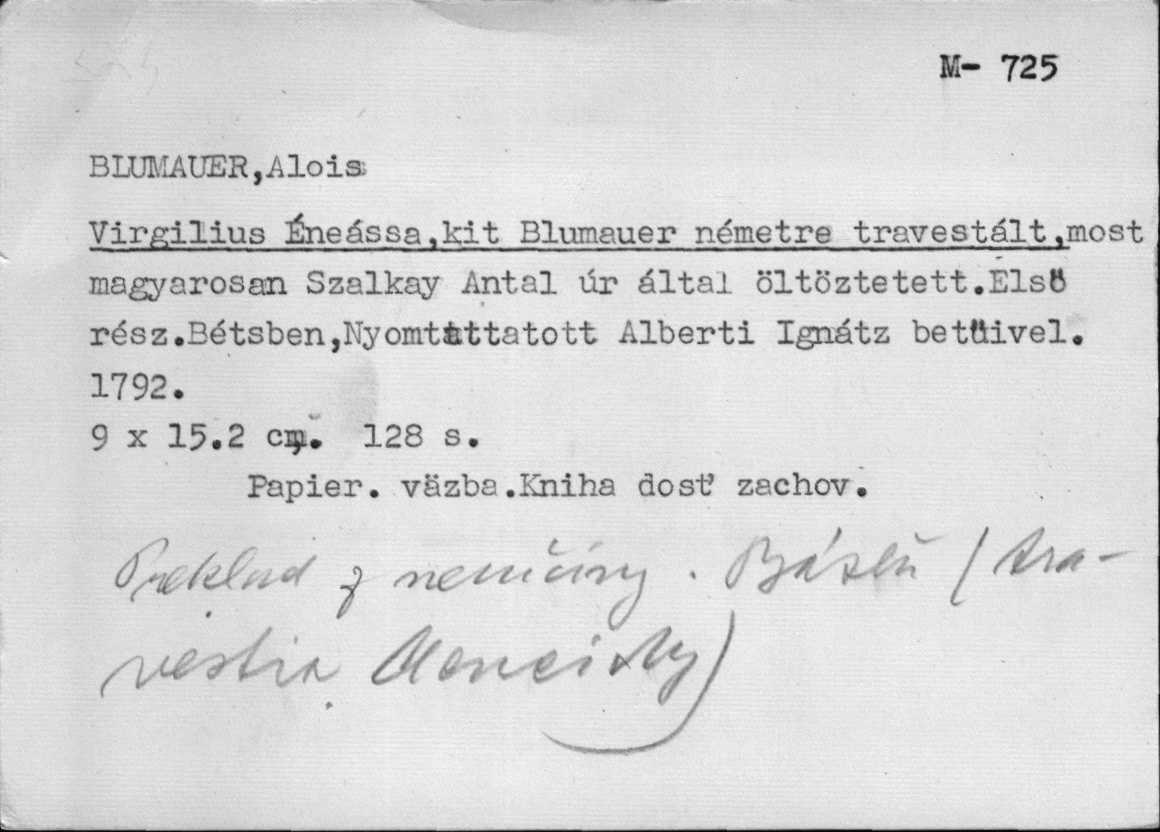 M- 725
BLUMAUER,Alois
Virgilius Éneássa,kit Blumauer németre travestált,most
magyarosan Szalkay Antal úr által öltöztetett.Első
rész.Bétsben,Nyomtattatott Alberti Ignátz betűivel.
1792.
9 x 15.2 cm. 128 s.
Papier. väzba.Kniha dosť zachov.
Preklad z nemčiny. Báseň (tra-
vestia Aeneidy)